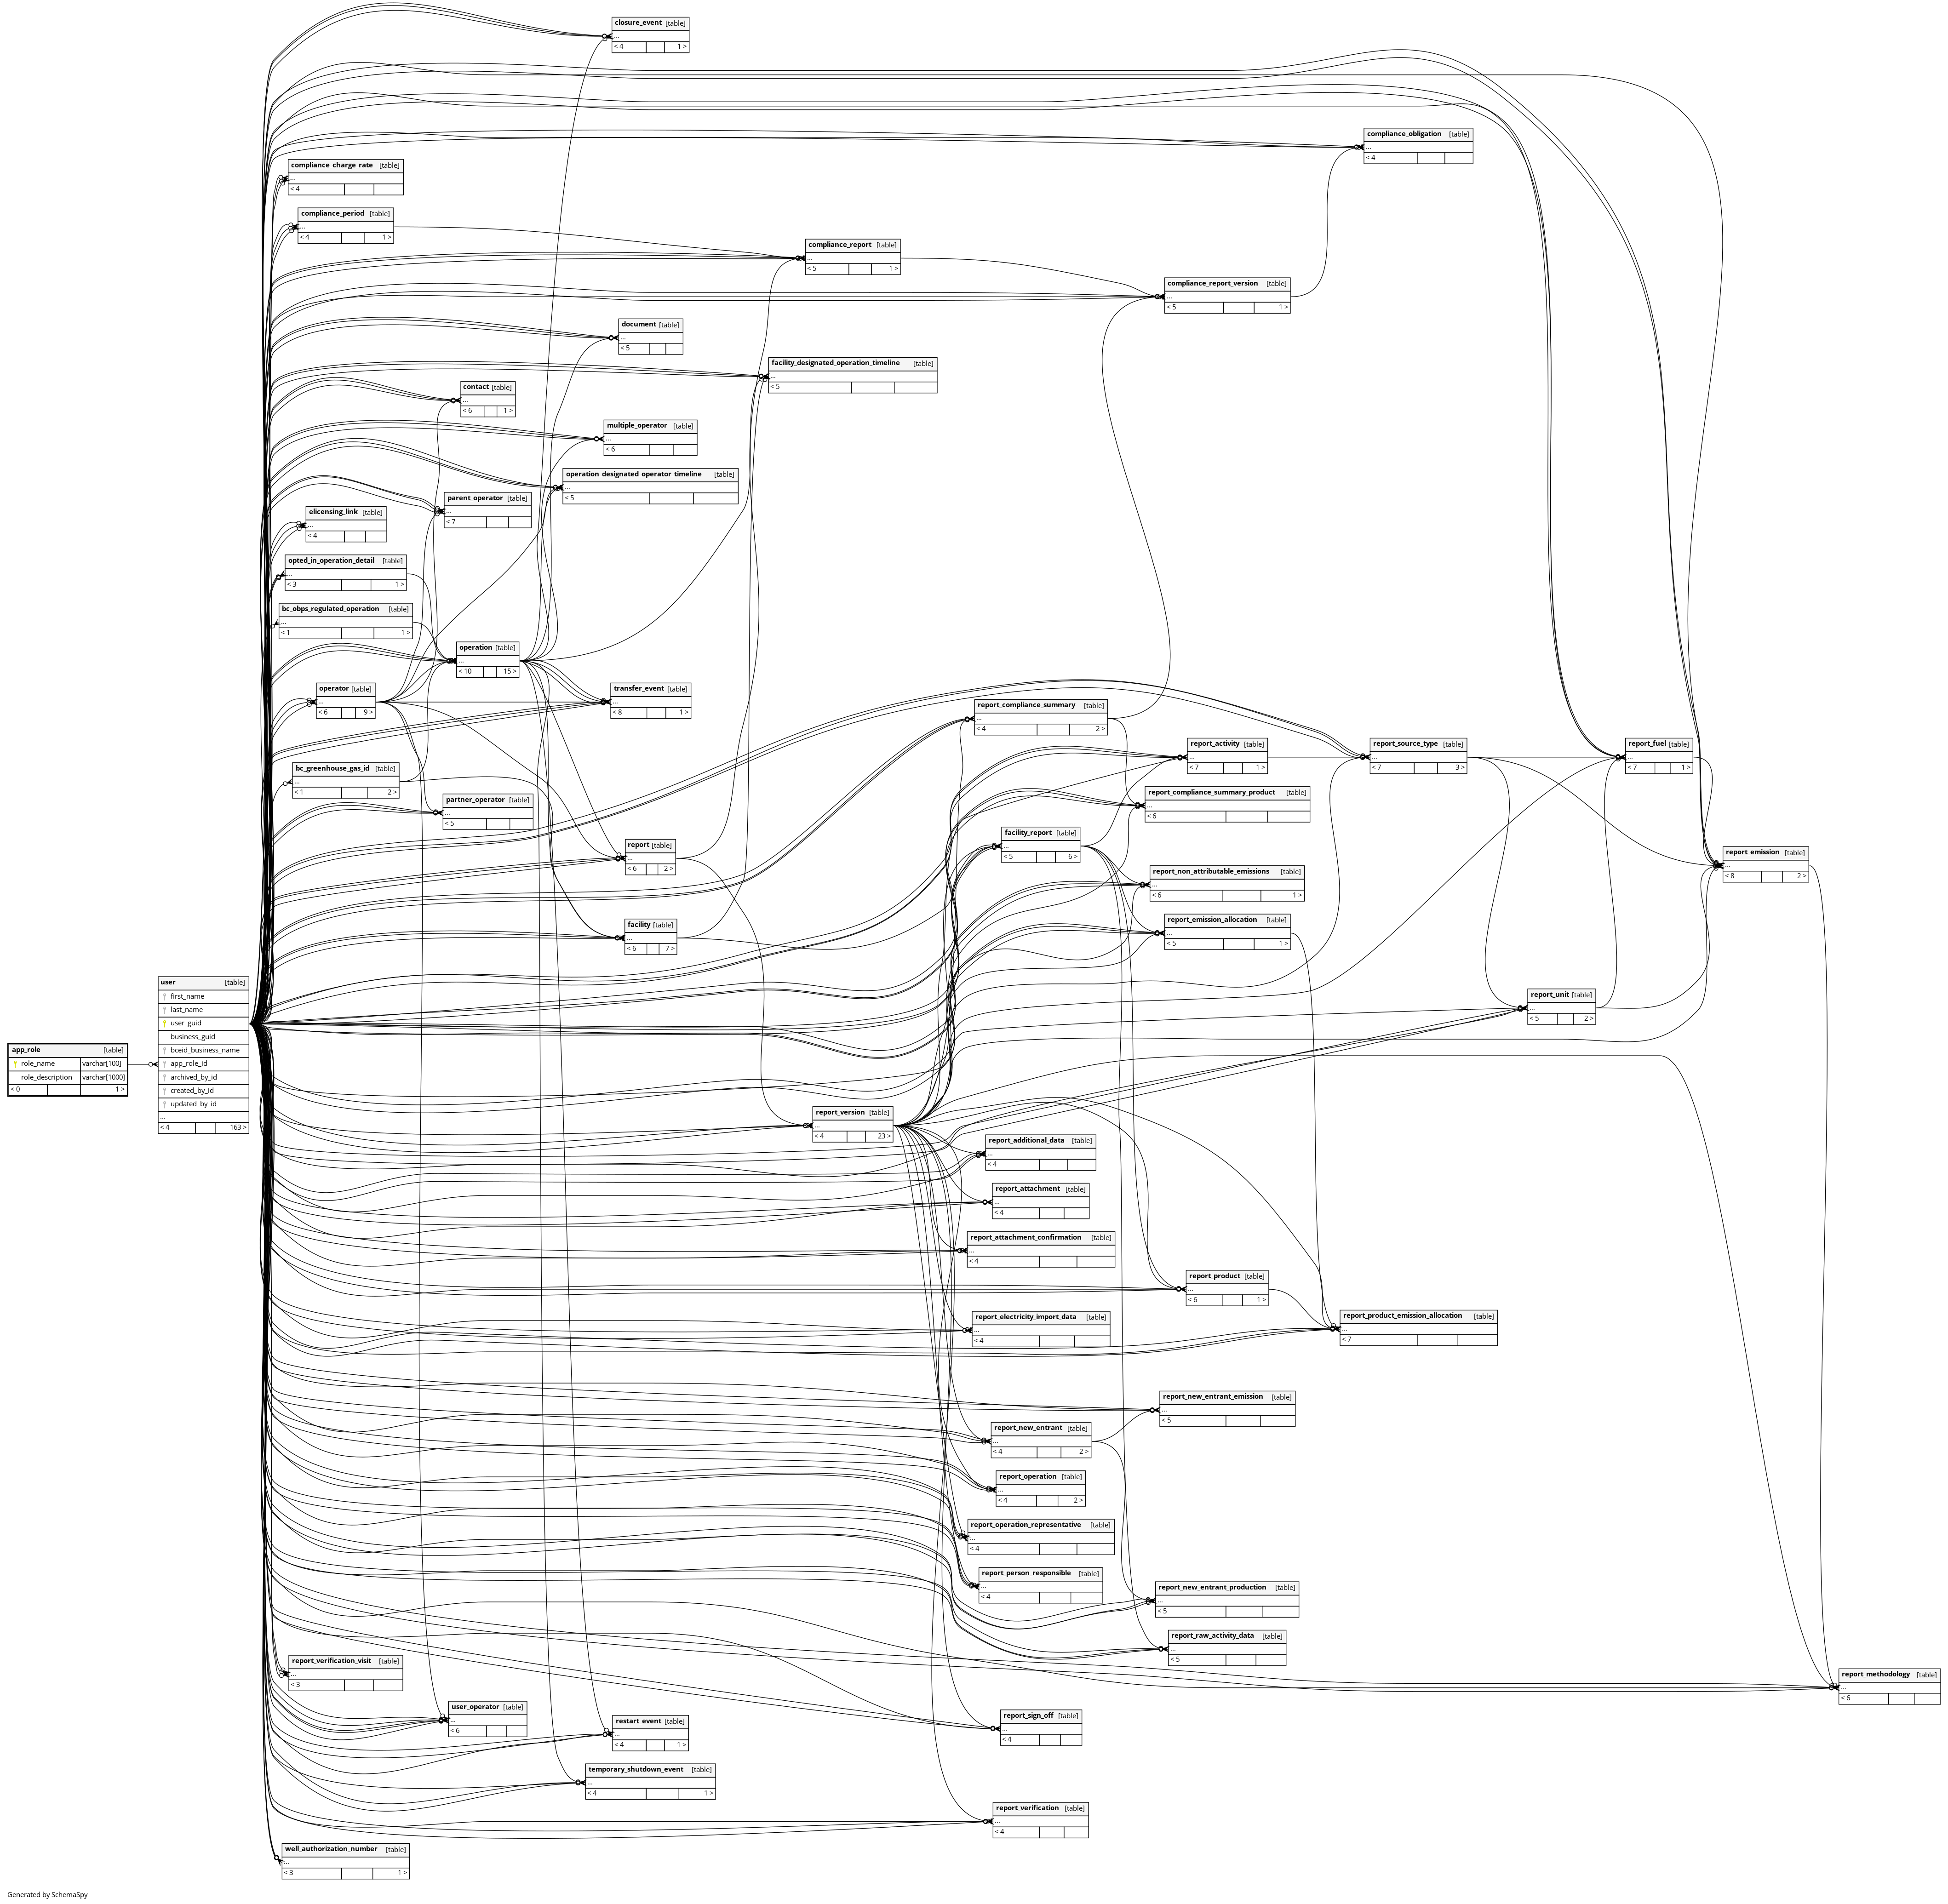 closure_event [table]
...
< 4 1 >
compliance_obligation [table]
...
< 4
compliance_charge_rate [table]
...
< 4
compliance_period [table]
...
< 4 1 >
compliance_report [table]
...
< 5 1 >
compliance_report_version [table]
...
< 5 1 >
document [table]
...
< 5
facility_designated_operation_timeline [table]
...
< 5
contact [table]
...
< 6 1 >
multiple_operator [table]
...
< 6
operation_designated_operator_timeline [table]
...
< 5
parent_operator [table]
...
< 7
elicensing_link [table]
...
< 4
opted_in_operation_detail [table]
...
< 3 1 >
bc_obps_regulated_operation [table]
...
< 1 1 >
operation [table]
...
< 10 15 >
operator [table]
...
< 6 9 >
transfer_event [table]
...
< 8 1 >
report_compliance_summary [table]
...
< 4 2 >
report_activity [table]
...
< 7 1 >
report_source_type [table]
...
< 7 3 >
report_fuel [table]
...
< 7 1 >
bc_greenhouse_gas_id [table]
...
< 1 2 >
report_compliance_summary_product [table]
...
< 6
partner_operator [table]
...
< 5
facility_report [table]
...
< 5 6 >
report [table]
...
< 6 2 >
report_emission [table]
...
< 8 2 >
report_non_attributable_emissions [table]
...
< 6 1 >
report_emission_allocation [table]
...
< 5 1 >
facility [table]
...
< 6 7 >
user [table]
first_name
last_name
user_guid
business_guid
bceid_business_name
app_role_id
archived_by_id
created_by_id
updated_by_id
...
< 4 163 >
report_unit [table]
...
< 5 2 >
app_role [table]
role_name varchar[100]
role_description varchar[1000]
< 0 1 >
report_version [table]
...
< 4 23 >
report_additional_data [table]
...
< 4
report_attachment [table]
...
< 4
report_attachment_confirmation [table]
...
< 4
report_product [table]
...
< 6 1 >
report_electricity_import_data [table]
...
< 4
report_product_emission_allocation [table]
...
< 7
report_new_entrant_emission [table]
...
< 5
report_new_entrant [table]
...
< 4 2 >
report_operation [table]
...
< 4 2 >
report_operation_representative [table]
...
< 4
report_person_responsible [table]
...
< 4
report_new_entrant_production [table]
...
< 5
report_raw_activity_data [table]
...
< 5
report_verification_visit [table]
...
< 3
report_methodology [table]
...
< 6
user_operator [table]
...
< 6
restart_event [table]
...
< 4 1 >
report_sign_off [table]
...
< 4
temporary_shutdown_event [table]
...
< 4 1 >
report_verification [table]
...
< 4
well_authorization_number [table]
...
< 3 1 >
Generated by SchemaSpy